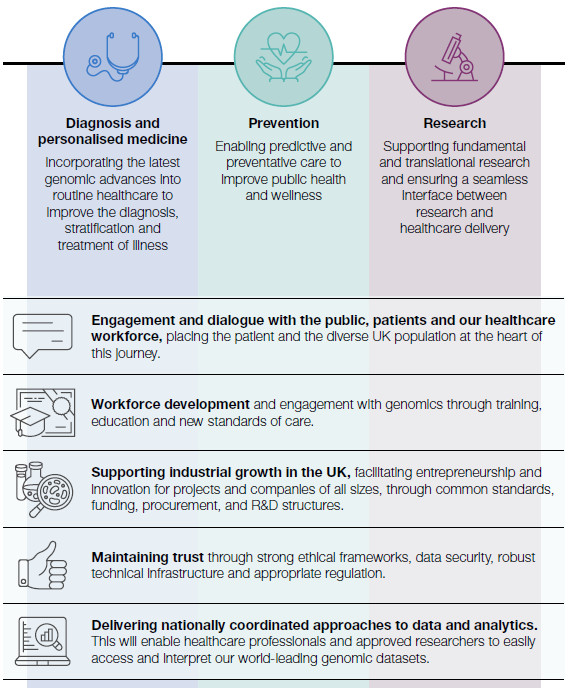 Diagnosis and
personalised medicine
Incorporating the latest
genomic advances into
routine healthcare to
improve the diagnosis,
stratification and
treatment of illness
Prevention
Enabling predictive and
preventative care to
improve public health
and wellness
Research
Supporting fundamental
and translational research
and ensuring a seamless
interface between
research and
healthcare delivery
Engagement and dialogue with the public, patients and our healthcare
workforce, placing the patient and the diverse UK population at the heart of
this journey.
Workforce development and engagement with genomics through training,
education and new standards of care.
Supporting industrial growth in the UK, facilitating entrepreneurship and
innovation for projects and companies of all sizes, through common standards,
funding, procurement, and R&D structures.
Maintaining trust through strong ethical frameworks, data security, robust
technical infrastructure and appropriate regulation.
Delivering nationally coordinated approaches to data and analytics.
This will enable healthcare professionals and approved researchers to easily
access and interpret our world-leading genomic datasets.